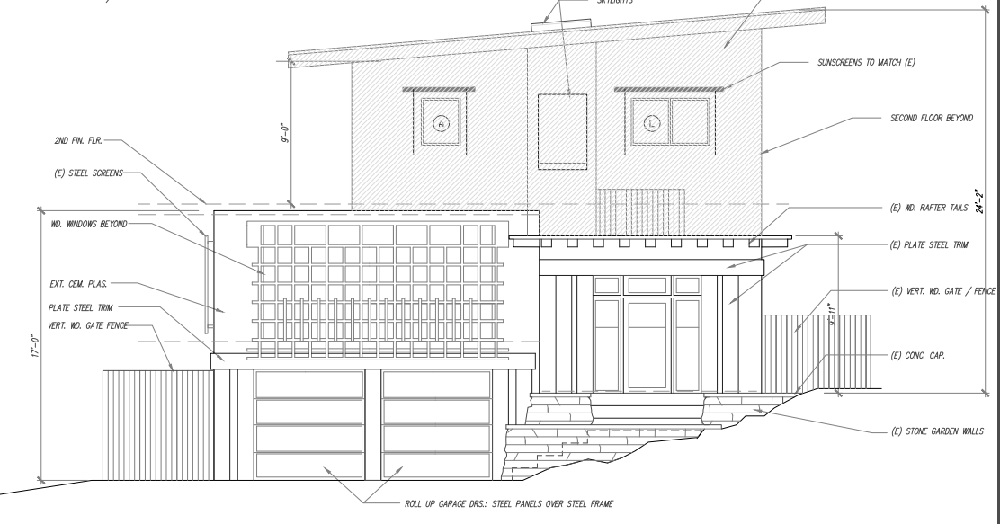 SKYLIGHTS
SUNSCREENS TO MATCH (E)
SECOND FLOOR BEYOND
9'-0"
2ND FIN. FLR.
(E) STEEL SCREENS
24'-2"
(E) WD. RAFTER TAILS
WD. WINDOWS BEYOND
(E) PLATE STEEL TRIM
EXT. CEM. PLAS.
(E) VERT. WD. GATE / FENCE
PLATE STEEL TRIM
9'-11"
VERT. WD. GATE FENCE
17'-0"
(E) CONC. CAP.
(E) STONE GARDEN WALLS
ROLL UP GARAGE DRS.: STEEL PANELS OVER STEEL FRAME
A
L